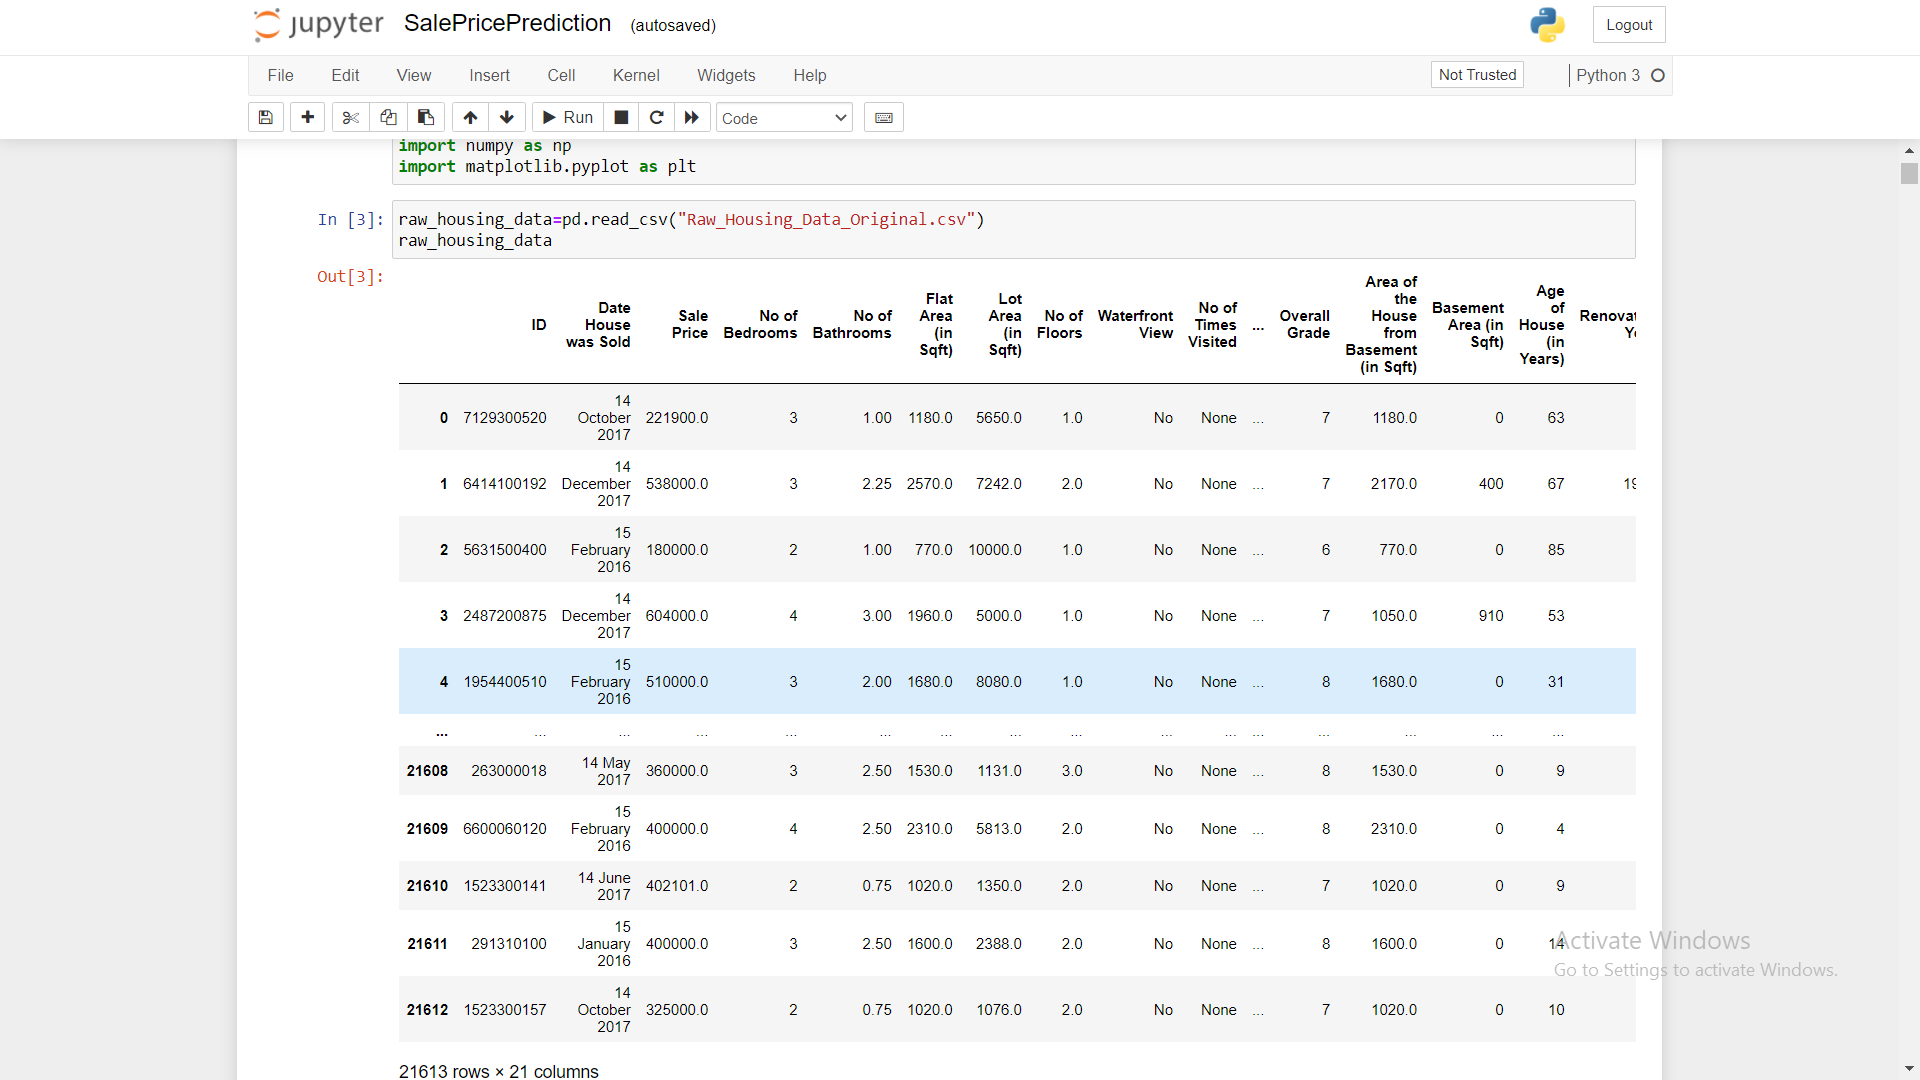 jupyter SalePricePrediction (autosaved) Logout
File Edit View Insert Cell Kernel Widgets Help Not Trusted Python 3
Run Code
import numpy as np
import matplotlib.pyplot as plt
In [3]: raw_housing_data=pd.read_csv("Raw_Housing_Data_Original.csv")
raw_housing_data
Out[3]:
ID Date House was Sold Sale Price No of Bedrooms No of Bathrooms Flat Area (in Sqft) Lot Area (in Sqft) No of Floors Waterfront View No of Times Visited ... Overall Grade Area of the House from Basement (in Sqft) Basement Area (in Sqft) Age of House (in Years)
0 7129300520 14 October 2017 221900.0 3 1.00 1180.0 5650.0 1.0 No None ... 7 1180.0 0 63
1 6414100192 14 December 2017 538000.0 3 2.25 2570.0 7242.0 2.0 No None ... 7 2170.0 400 67
2 5631500400 15 February 2016 180000.0 2 1.00 770.0 10000.0 1.0 No None ... 6 770.0 0 85
3 2487200875 14 December 2017 604000.0 4 3.00 1960.0 5000.0 1.0 No None ... 7 1050.0 910 53
4 1954400510 15 February 2016 510000.0 3 2.00 1680.0 8080.0 1.0 No None ... 8 1680.0 0 31
... ... ... ... ... ... ... ... ... ... ... ... ... ... ... ...
21608 263000018 14 May 2017 360000.0 3 2.50 1530.0 1131.0 3.0 No None ... 8 1530.0 0 9
21609 6600060120 15 February 2016 400000.0 4 2.50 2310.0 5813.0 2.0 No None ... 8 2310.0 0 4
21610 1523300141 14 June 2017 402101.0 2 0.75 1020.0 1350.0 2.0 No None ... 7 1020.0 0 9
21611 291310100 15 January 2016 400000.0 3 2.50 1600.0 2388.0 2.0 No None ... 8 1600.0 0 14
21612 1523300157 14 October 2017 325000.0 2 0.75 1020.0 1076.0 2.0 No None ... 7 1020.0 0 10
21613 rows × 21 columns
Activate Windows
Go to Settings to activate Windows.